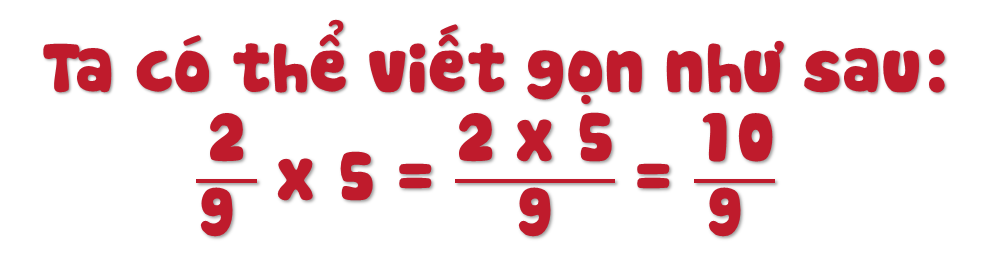 Ta có thể viết gọn như sau:
2/9 x 5 = 2 x 5/9 = 10/9